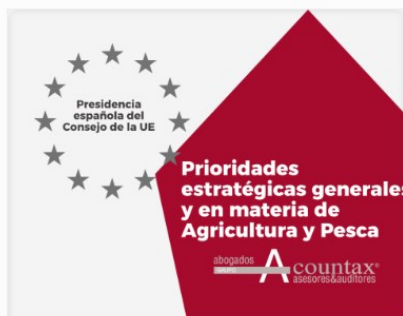 Presidencia
española del
Consejo de la UE
Prioridades
estratégicas generales
y en materia de
Agricultura y Pesca
abogados
GRUPO
Acountax®
asesores&auditores